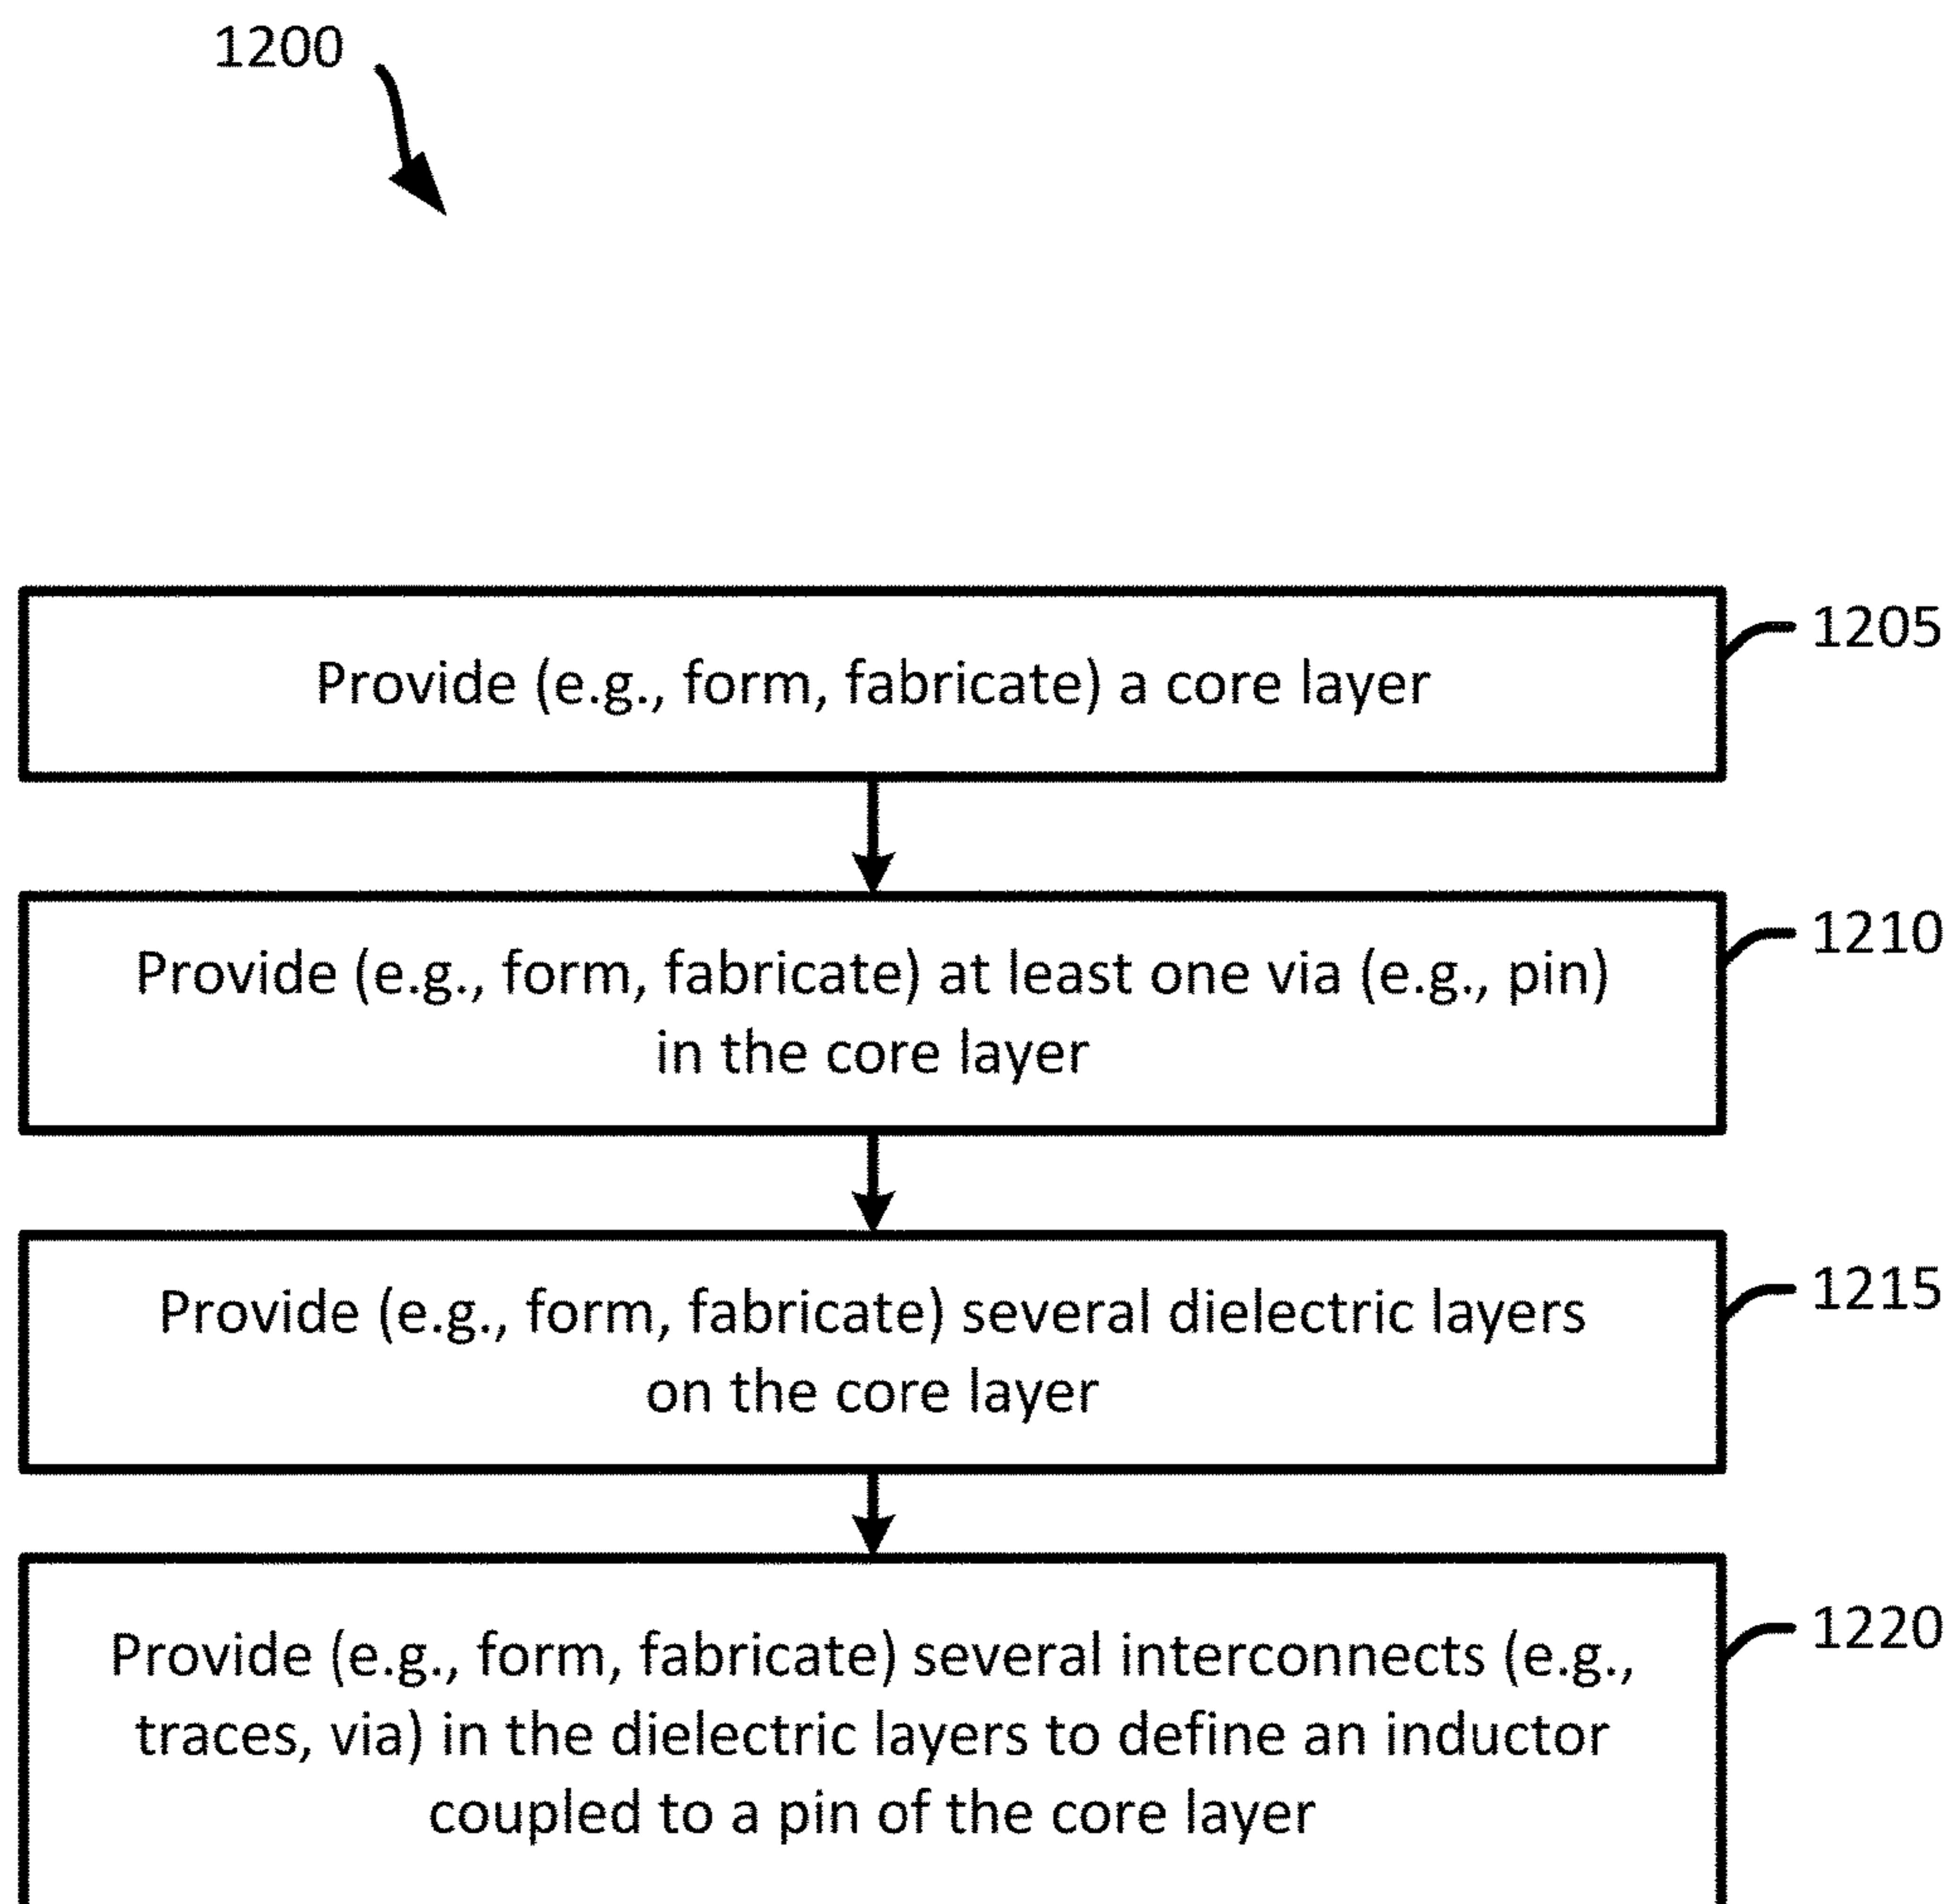 1200
Provide (e.g., form, fabricate) a core layer
1205
Provide (e.g., form, fabricate) at least one via (e.g., pin)
in the core layer
1210
Provide (e.g., form, fabricate) several dielectric layers
on the core layer
1215
Provide (e.g., form, fabricate) several interconnects (e.g.,
traces, via) in the dielectric layers to define an inductor
coupled to a pin of the core layer
1220